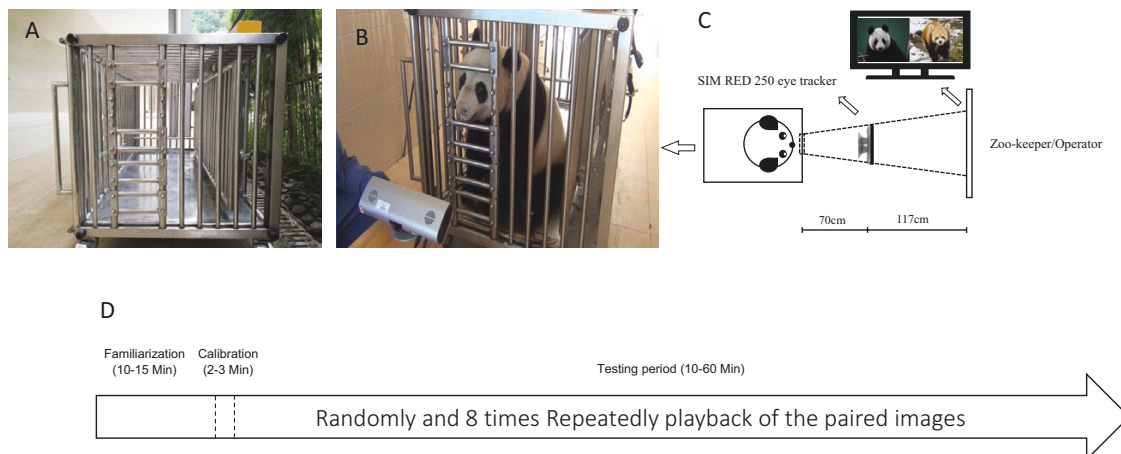 A
B
C
SIM RED 250 eye tracker
Zoo-keeper/Operator
70cm
117cm
D
Familiarization
(10-15 Min)
Calibration
(2-3 Min)
Testing period (10-60 Min)
Randomly and 8 times Repeatedly playback of the paired images